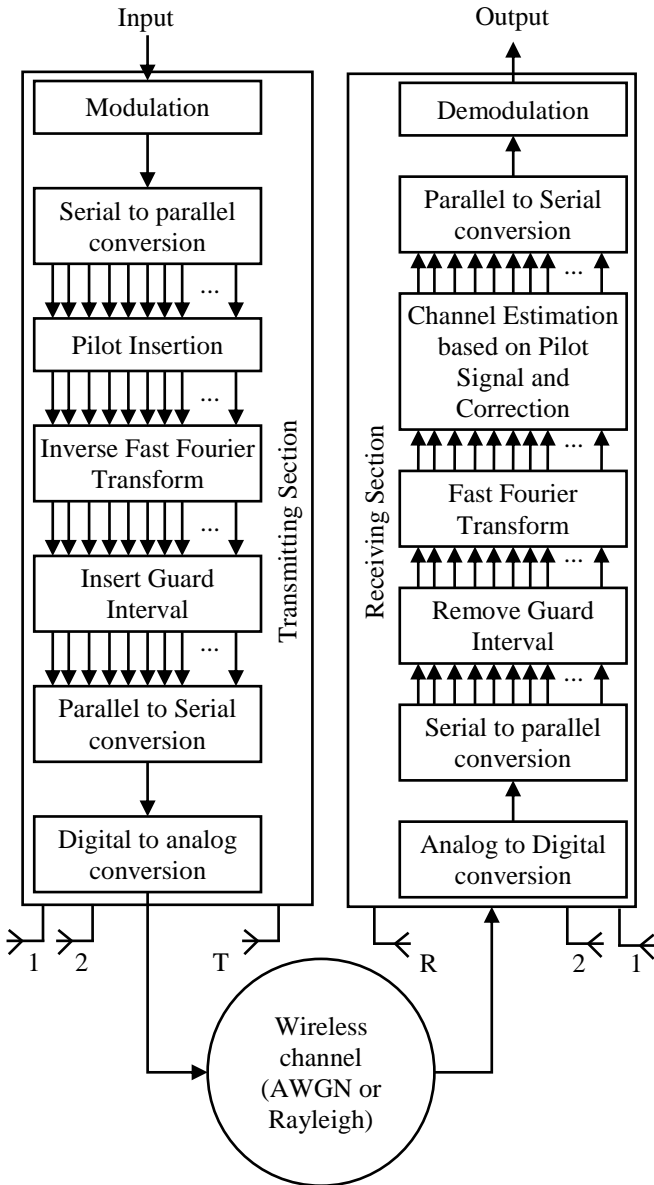 Input
Modulation
Serial to parallel
conversion
...
Pilot Insertion
...
Inverse Fast Fourier
Transform
...
Insert Guard
Interval
...
Parallel to Serial
conversion
Digital to analog
conversion
Transmitting Section
1
2
T
Wireless
channel
(AWGN or
Rayleigh)
Output
Demodulation
Parallel to Serial
conversion
...
Channel Estimation
based on Pilot
Signal and
Correction
...
Fast Fourier
Transform
...
Remove Guard
Interval
...
Serial to parallel
conversion
Analog to Digital
conversion
Receiving Section
R
2
1